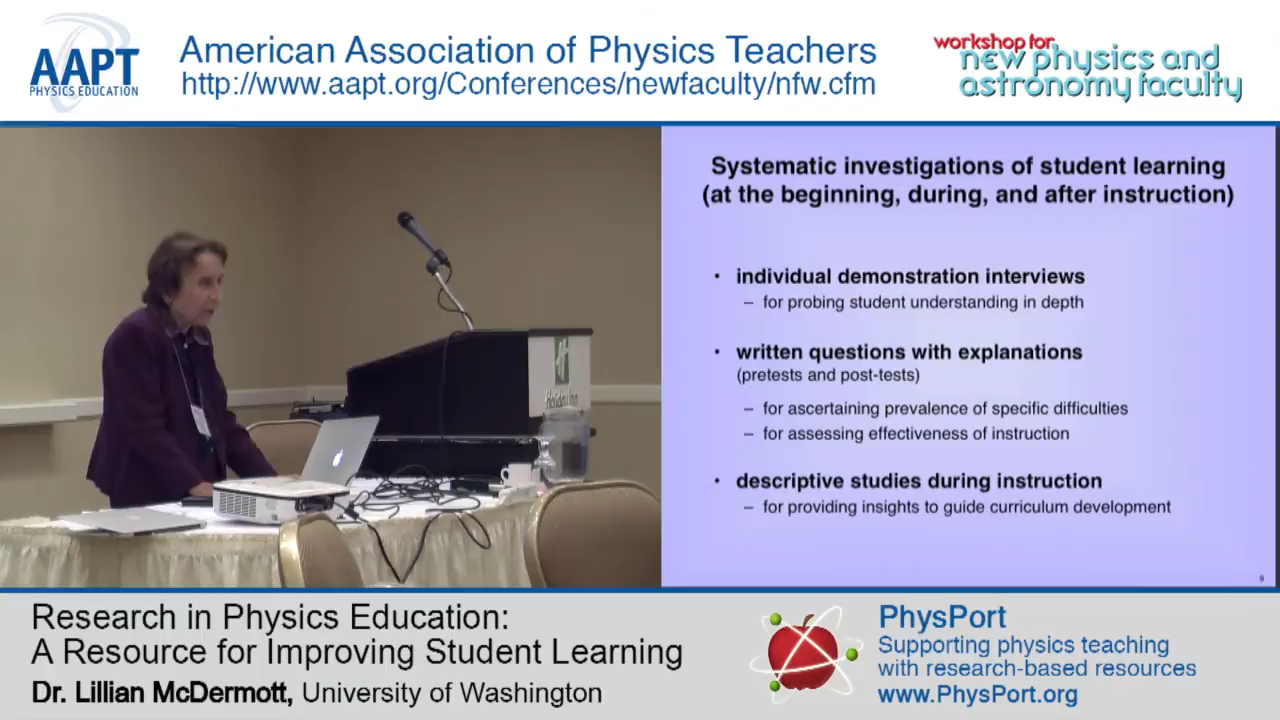 AAPT
PHYSICS EDUCATION
American Association of Physics Teachers
http://www.aapt.org/Conferences/newfaculty/nfw.cfm
workshop for
new physics and
astronomy faculty
Holiday Inn
Systematic investigations of student learning
(at the beginning, during, and after instruction)
• individual demonstration interviews
– for probing student understanding in depth
• written questions with explanations
(pretests and post-tests)
– for ascertaining prevalence of specific difficulties
– for assessing effectiveness of instruction
• descriptive studies during instruction
– for providing insights to guide curriculum development
9
Research in Physics Education:
A Resource for Improving Student Learning
Dr. Lillian McDermott, University of Washington
PhysPort
Supporting physics teaching
with research-based resources
www.PhysPort.org